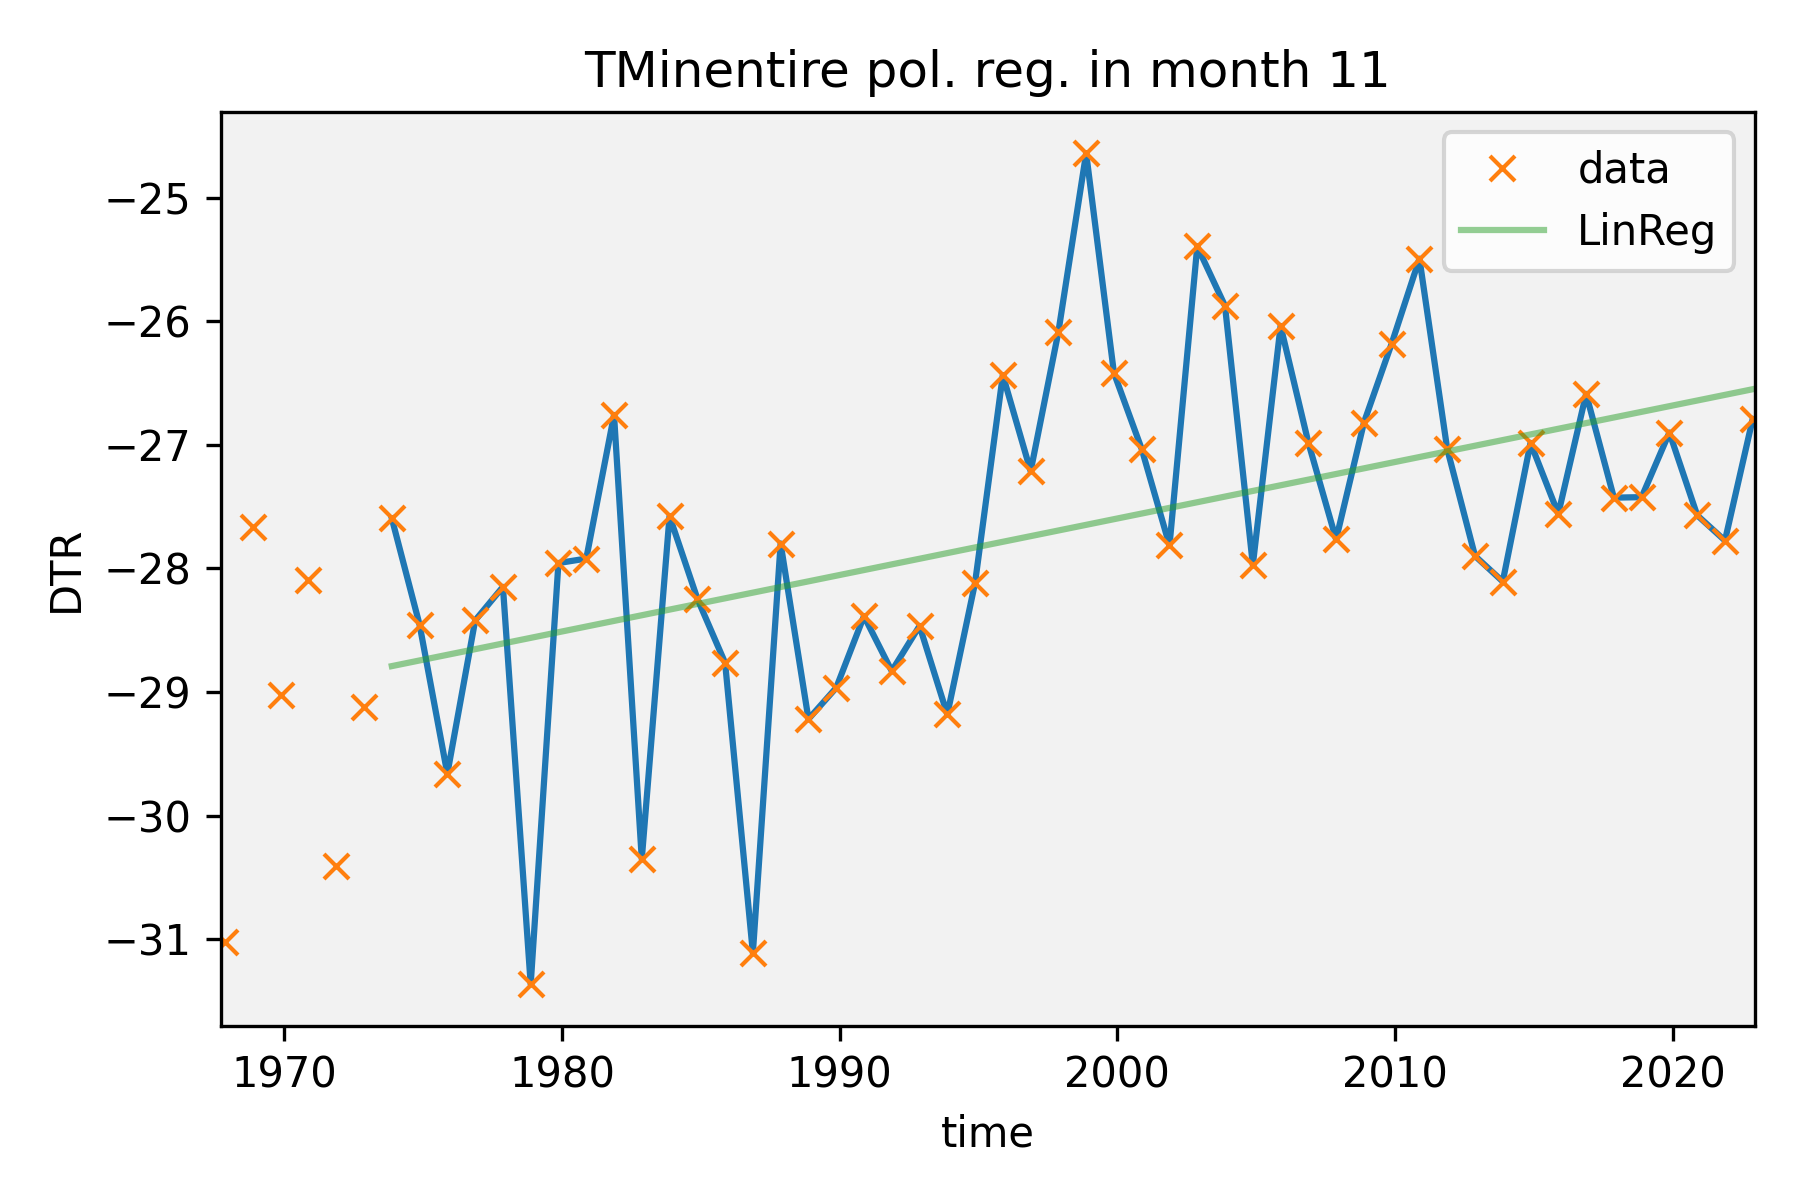 TMinentire pol. reg. in month 11
data
LinReg
−25
−26
−27
−28
−29
−30
−31
DTR
1970 1980 1990 2000 2010 2020
time